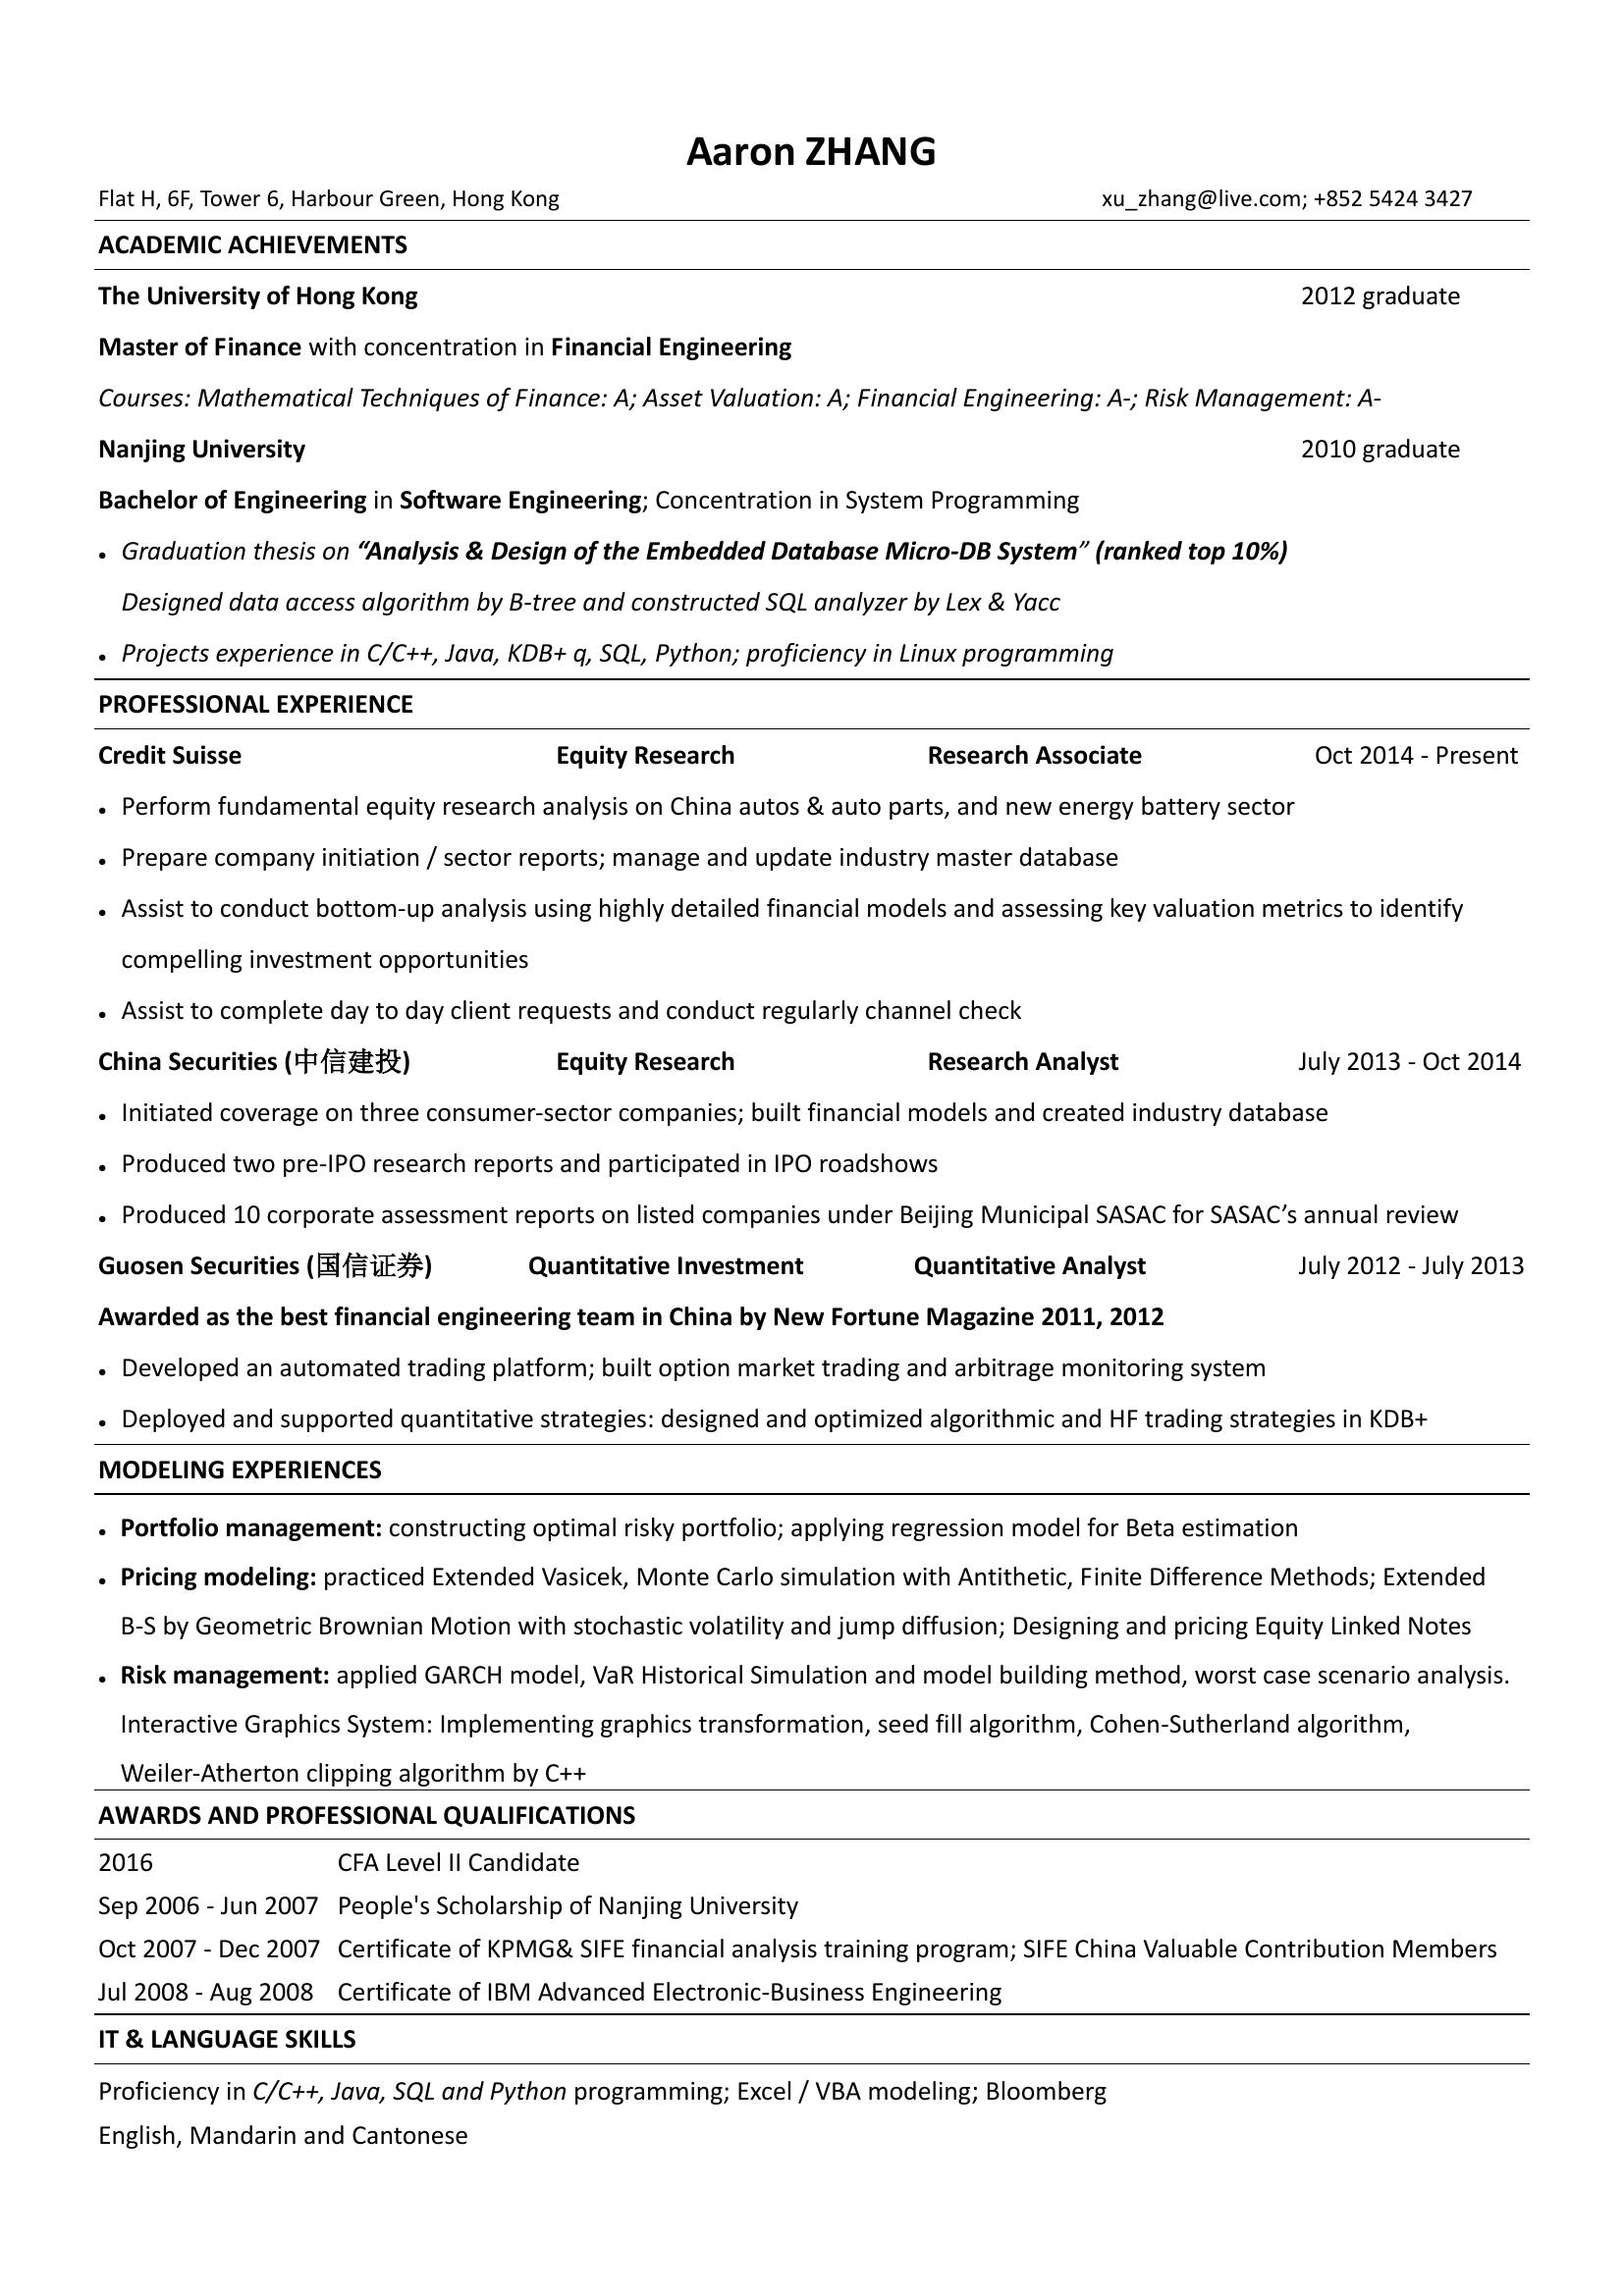 Aaron ZHANG
Flat H, 6F, Tower 6, Harbour Green, Hong Kong xu_zhang@live.com; +852 5424 3427
ACADEMIC ACHIEVEMENTS
The University of Hong Kong 2012 graduate
Master of Finance with concentration in Financial Engineering
Courses: Mathematical Techniques of Finance: A; Asset Valuation: A; Financial Engineering: A-; Risk Management: A-
Nanjing University 2010 graduate
Bachelor of Engineering in Software Engineering; Concentration in System Programming
• Graduation thesis on “Analysis & Design of the Embedded Database Micro-DB System” (ranked top 10%)
Designed data access algorithm by B-tree and constructed SQL analyzer by Lex & Yacc
• Projects experience in C/C++, Java, KDB+ q, SQL, Python; proficiency in Linux programming
PROFESSIONAL EXPERIENCE
Credit Suisse Equity Research Research Associate Oct 2014 - Present
• Perform fundamental equity research analysis on China autos & auto parts, and new energy battery sector
• Prepare company initiation / sector reports; manage and update industry master database
• Assist to conduct bottom-up analysis using highly detailed financial models and assessing key valuation metrics to identify
compelling investment opportunities
• Assist to complete day to day client requests and conduct regularly channel check
China Securities (中信建投) Equity Research Research Analyst July 2013 - Oct 2014
• Initiated coverage on three consumer-sector companies; built financial models and created industry database
• Produced two pre-IPO research reports and participated in IPO roadshows
• Produced 10 corporate assessment reports on listed companies under Beijing Municipal SASAC for SASAC’s annual review
Guosen Securities (国信证券) Quantitative Investment Quantitative Analyst July 2012 - July 2013
Awarded as the best financial engineering team in China by New Fortune Magazine 2011, 2012
• Developed an automated trading platform; built option market trading and arbitrage monitoring system
• Deployed and supported quantitative strategies: designed and optimized algorithmic and HF trading strategies in KDB+
MODELING EXPERIENCES
• Portfolio management: constructing optimal risky portfolio; applying regression model for Beta estimation
• Pricing modeling: practiced Extended Vasicek, Monte Carlo simulation with Antithetic, Finite Difference Methods; Extended
B-S by Geometric Brownian Motion with stochastic volatility and jump diffusion; Designing and pricing Equity Linked Notes
• Risk management: applied GARCH model, VaR Historical Simulation and model building method, worst case scenario analysis.
Interactive Graphics System: Implementing graphics transformation, seed fill algorithm, Cohen-Sutherland algorithm,
Weiler-Atherton clipping algorithm by C++
AWARDS AND PROFESSIONAL QUALIFICATIONS
2016 CFA Level II Candidate
Sep 2006 - Jun 2007 People's Scholarship of Nanjing University
Oct 2007 - Dec 2007 Certificate of KPMG& SIFE financial analysis training program; SIFE China Valuable Contribution Members
Jul 2008 - Aug 2008 Certificate of IBM Advanced Electronic-Business Engineering
IT & LANGUAGE SKILLS
Proficiency in C/C++, Java, SQL and Python programming; Excel / VBA modeling; Bloomberg
English, Mandarin and Cantonese